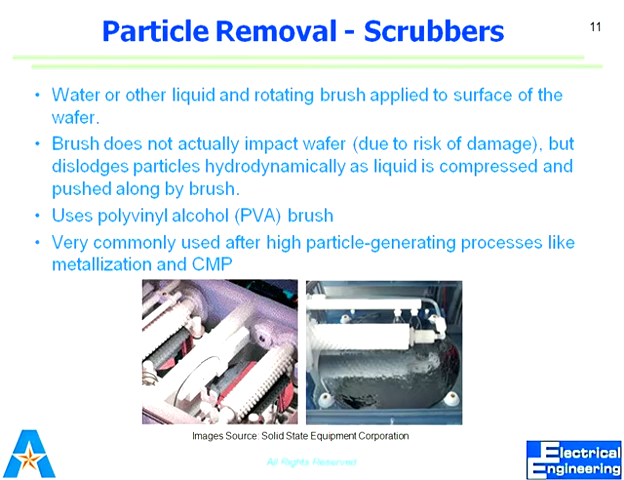 Particle Removal - Scrubbers
11
• Water or other liquid and rotating brush applied to surface of the
wafer.
• Brush does not actually impact wafer (due to risk of damage), but
dislodges particles hydrodynamically as liquid is compressed and
pushed along by brush.
• Uses polyvinyl alcohol (PVA) brush
• Very commonly used after high particle-generating processes like
metallization and CMP
Images Source: Solid State Equipment Corporation
All Rights Reserved
Electrical
Engineering